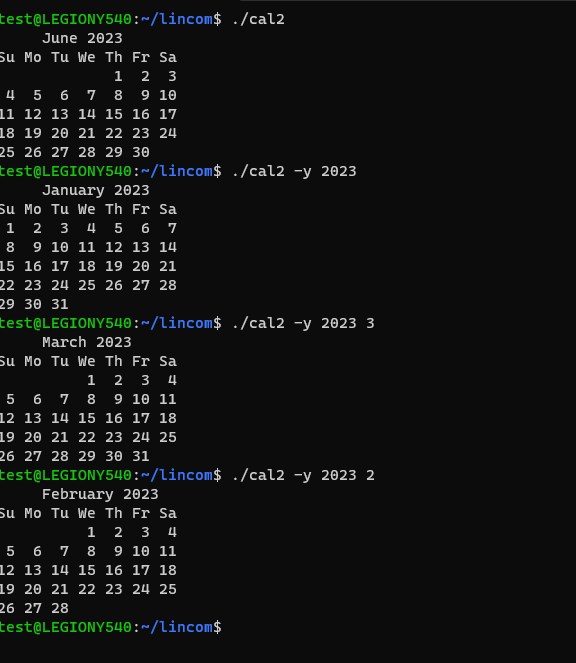 test@LEGIONY540:~/lincom$ ./cal2
     June 2023
Su Mo Tu We Th Fr Sa
             1  2  3
 4  5  6  7  8  9 10
11 12 13 14 15 16 17
18 19 20 21 22 23 24
25 26 27 28 29 30
test@LEGIONY540:~/lincom$ ./cal2 -y 2023
     January 2023
Su Mo Tu We Th Fr Sa
 1  2  3  4  5  6  7
 8  9 10 11 12 13 14
15 16 17 18 19 20 21
22 23 24 25 26 27 28
29 30 31
test@LEGIONY540:~/lincom$ ./cal2 -y 2023 3
     March 2023
Su Mo Tu We Th Fr Sa
          1  2  3  4
 5  6  7  8  9 10 11
12 13 14 15 16 17 18
19 20 21 22 23 24 25
26 27 28 29 30 31
test@LEGIONY540:~/lincom$ ./cal2 -y 2023 2
     February 2023
Su Mo Tu We Th Fr Sa
          1  2  3  4
 5  6  7  8  9 10 11
12 13 14 15 16 17 18
19 20 21 22 23 24 25
26 27 28
test@LEGIONY540:~/lincom$